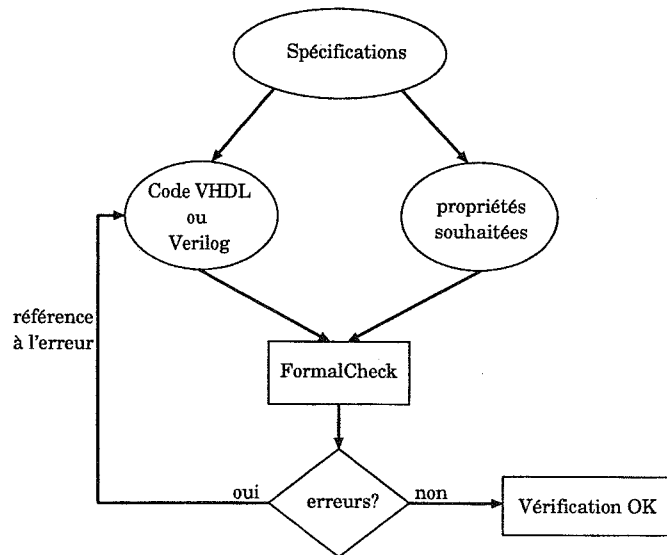 Spécifications
Code VHDL
ou
Verilog
propriétés
souhaitées
référence
à l'erreur
FormalCheck
oui
erreurs?
non
Vérification OK